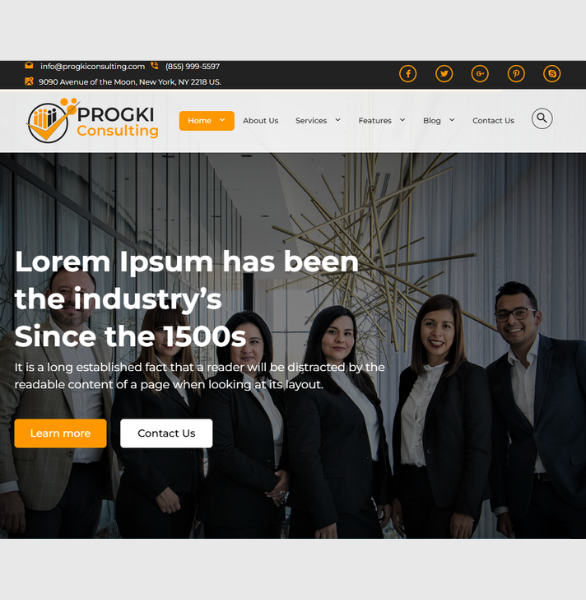 info@progkiconsulting.com (855) 999-5597
9090 Avenue of the Moon, New York, NY 2218 US.
PROGKI
Consulting
Home About Us Services Features Blog Contact Us
Lorem Ipsum has been
the industry's
Since the 1500s
It is a long established fact that a reader will be distracted by the
readable content of a page when looking at its layout.
Learn more Contact Us